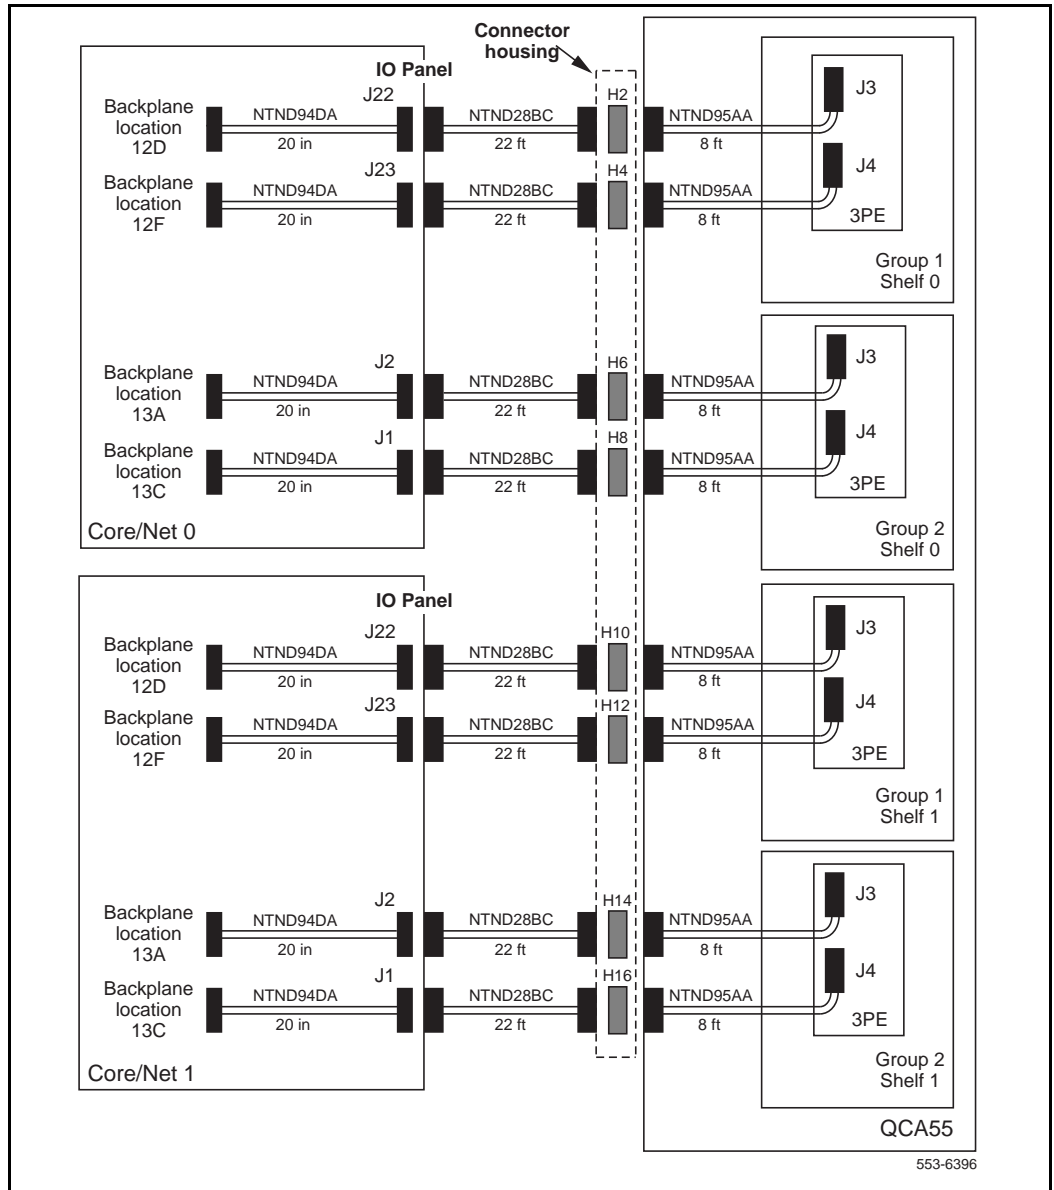 Connector
housing
IO Panel
J22
H2
J3
Backplane
location
12D
NTND94DA
20 in
NTND28BC
22 ft
NTND95AA
8 ft
J23
H4
J4
Backplane
location
12F
NTND94DA
20 in
NTND28BC
22 ft
NTND95AA
8 ft
3PE
Group 1
Shelf 0
J2
H6
J3
Backplane
location
13A
NTND94DA
20 in
NTND28BC
22 ft
NTND95AA
8 ft
J1
H8
J4
Backplane
location
13C
NTND94DA
20 in
NTND28BC
22 ft
NTND95AA
8 ft
3PE
Core/Net 0
Group 2
Shelf 0
IO Panel
J22
H10
J3
Backplane
location
12D
NTND94DA
20 in
NTND28BC
22 ft
NTND95AA
8 ft
J23
H12
J4
Backplane
location
12F
NTND94DA
20 in
NTND28BC
22 ft
NTND95AA
8 ft
3PE
Group 1
Shelf 1
J2
H14
J3
Backplane
location
13A
NTND94DA
20 in
NTND28BC
22 ft
NTND95AA
8 ft
J1
H16
J4
Backplane
location
13C
NTND94DA
20 in
NTND28BC
22 ft
NTND95AA
8 ft
3PE
Core/Net 1
Group 2
Shelf 1
QCA55
553-6396